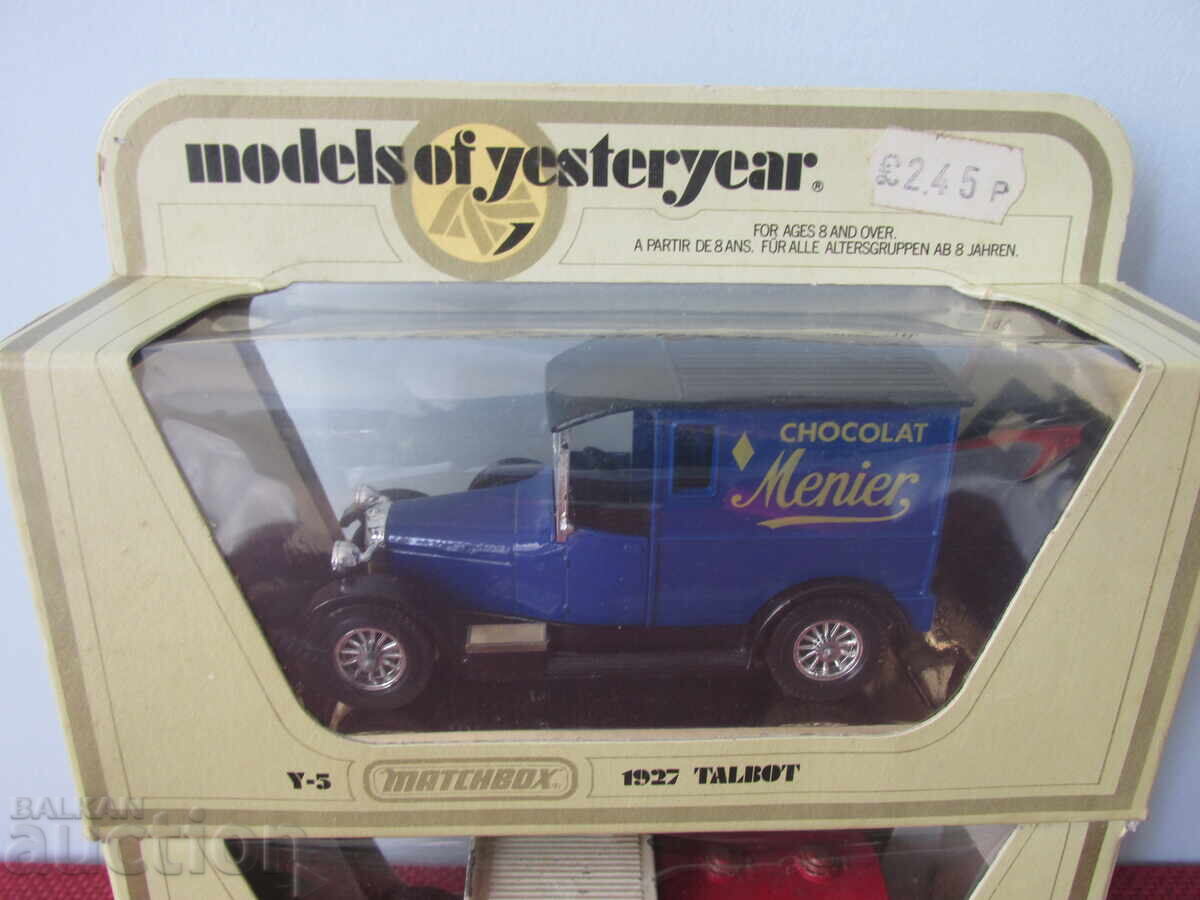 models of yesteryear®
£2.45P
FOR AGES 8 AND OVER.
A PARTIR DE 8 ANS. FÜR ALLE ALTERSGRUPPEN AB 8 JAHREN.
CHOCOLAT
Menier
Y-5 MATCHBOX 1927 TALBOT
BALKAN
auction